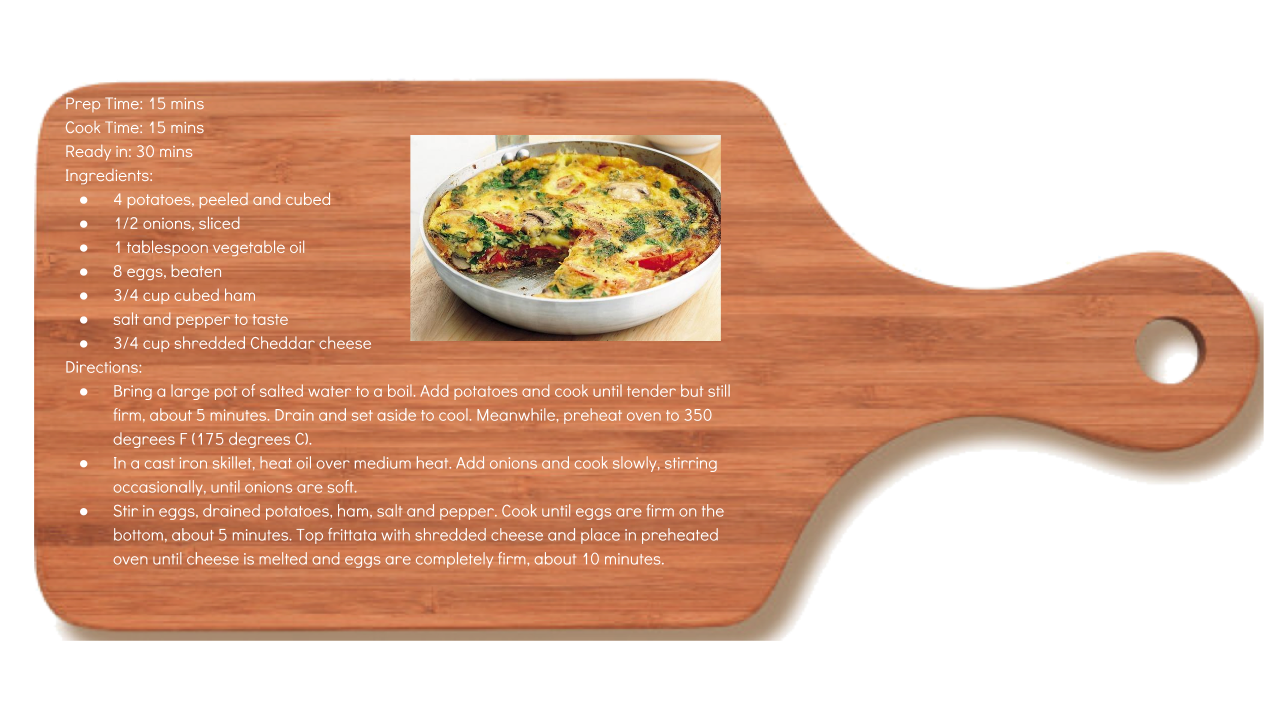 Prep Time: 15 mins
Cook Time: 15 mins
Ready in: 30 mins
Ingredients:
● 4 potatoes, peeled and cubed
● 1/2 onions, sliced
● 1 tablespoon vegetable oil
● 8 eggs, beaten
● 3/4 cup cubed ham
● salt and pepper to taste
● 3/4 cup shredded Cheddar cheese
Directions:
● Bring a large pot of salted water to a boil. Add potatoes and cook until tender but still
firm, about 5 minutes. Drain and set aside to cool. Meanwhile, preheat oven to 350
degrees F (175 degrees C).
● In a cast iron skillet, heat oil over medium heat. Add onions and cook slowly, stirring
occasionally, until onions are soft.
● Stir in eggs, drained potatoes, ham, salt and pepper. Cook until eggs are firm on the
bottom, about 5 minutes. Top frittata with shredded cheese and place in preheated
oven until cheese is melted and eggs are completely firm, about 10 minutes.